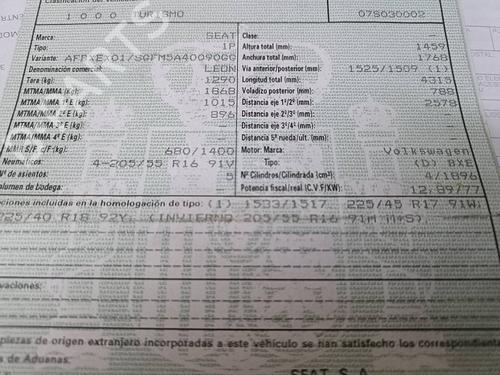 Clasificación del vehículo
1000 TURISMO 07S030002
Marca: SEAT
Tipo: 1P
Variante: AFBXEX01/SGFM5A40090GG
Denominación comercial: LEON
Tara (kg): 1290
MTMA/MMA (Kg): 1868
MTMA/MMA 1º E (kg): 1015
MTMA/MMA 2º E (kg): 896
MTMA/MMA 3º E (kg): —
MTMA/MMA 4º E (kg):
MMR S/F. c/F (kg): 680/1400
Neumáticos: 4-205/55 R16 91V
Nº de asientos: 5
Volumen de bodega: —
Clase: —
Altura total (mm): 1459
Anchura total (mm): 1768
Vía anterior/posterior (mm): 1525/1509 (1)
Longitud total (mm): 4315
Voladizo posterior (mm): 788
Distancia eje 1º/2º (mm): 2578
Distancia eje 2º/3º (mm): —
Distancia eje 3º/4º (mm): —
Distancia 5ª rueda/ult. (mm): —
Motor: Marca: Volkswagen
Tipo: (D) BXE
Nº Cilindros/Cilindrada (cm³): 4/1896
Potencia fiscal/real (C.V.F/KW): 12,89/77
ciones incluidas en la homologación de tipo: (1) 1533/1517 225/45 R17 91W;
225/40 R18 92Y. (INVIERNO 205/55 R16 91H M+S).
vaciones:
piezas de origen extranjero incorporadas a este vehículo se han satisfecho los correspondient
s de Aduanas.
SEAT S.A.